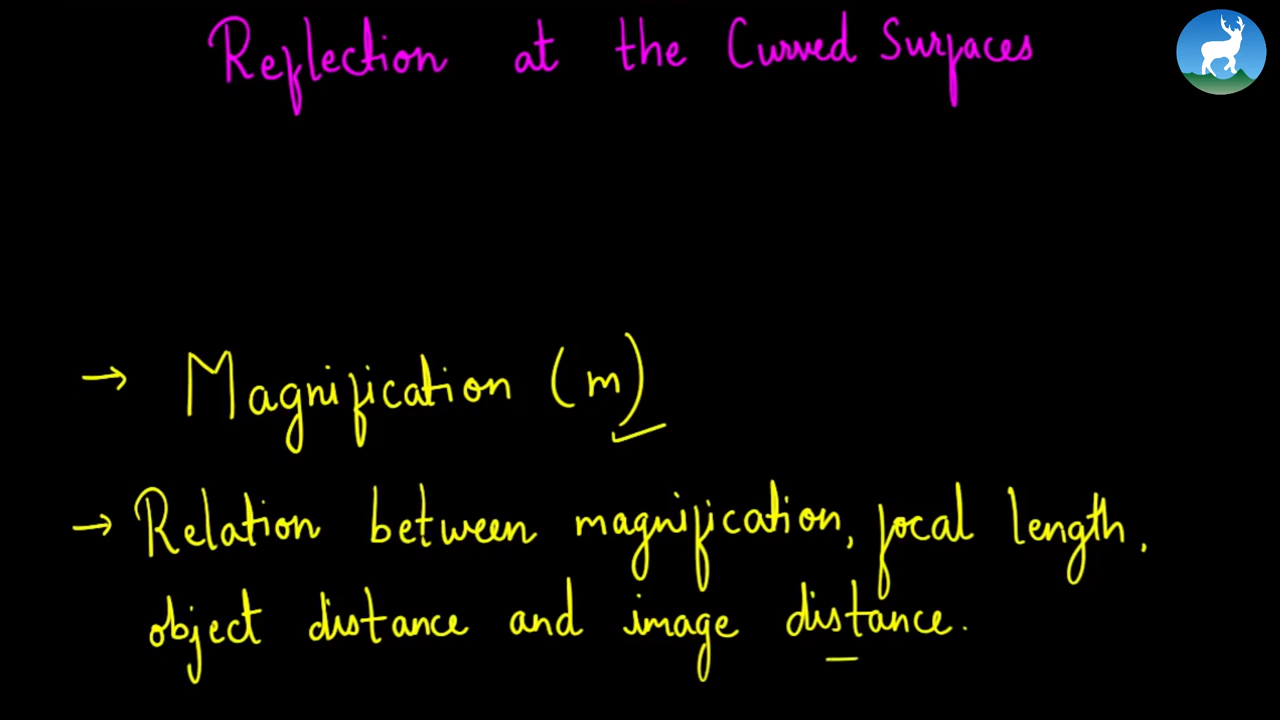 Reflection at the Curved Surfaces
→ Magnification (m)
→ Relation between magnification, focal length,
object distance and image distance.